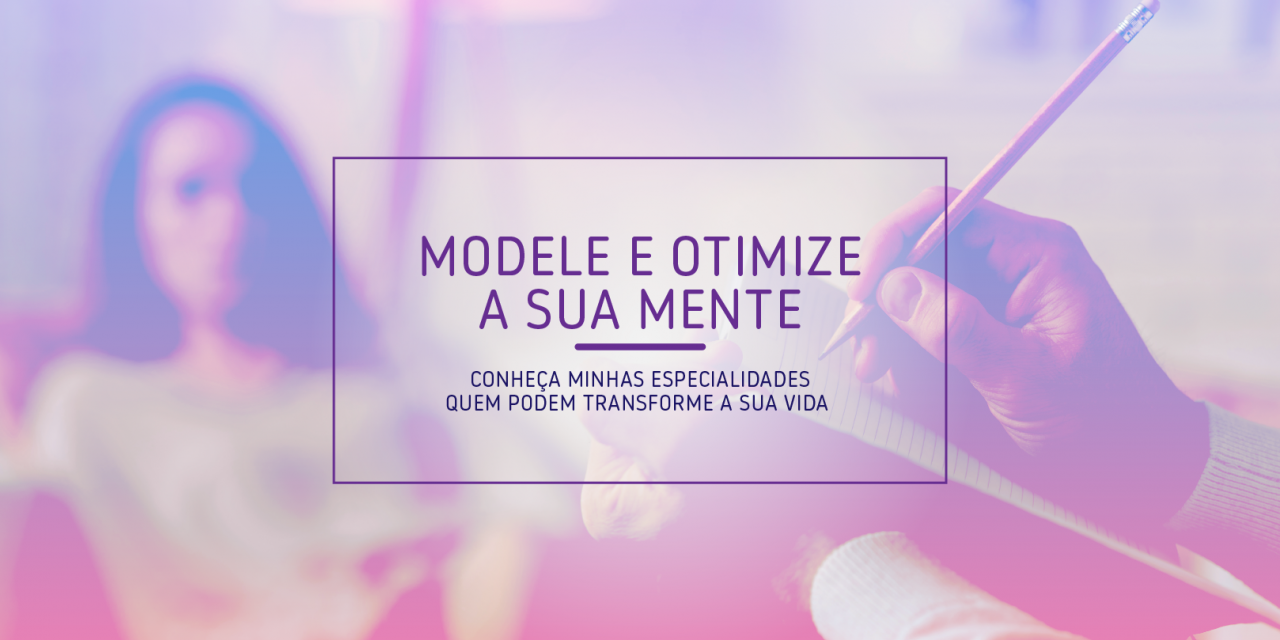 MODELE E OTIMIZE
A SUA MENTE
CONHEÇA MINHAS ESPECIALIDADES
QUEM PODEM TRANSFORME A SUA VIDA